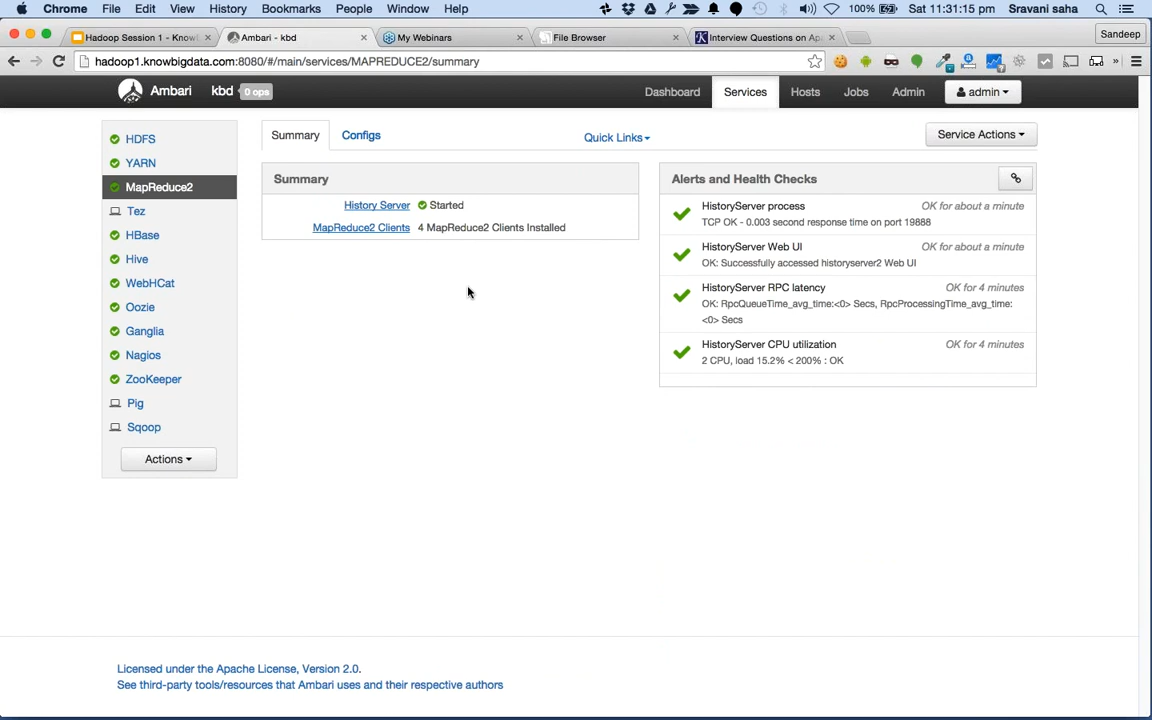 Chrome File Edit View History Bookmarks People Window Help 100% Sat 11:31:15 pm Sravani saha
Hadoop Session 1 - KnowB × Ambari - kbd × My Webinars × File Browser × Interview Questions on Ap × Sandeep
hadoop1.knowbigdata.com:8080/#/main/services/MAPREDUCE2/summary
Ambari kbd 0 ops Dashboard Services Hosts Jobs Admin admin
HDFS
YARN
MapReduce2
Tez
HBase
Hive
WebHCat
Oozie
Ganglia
Nagios
ZooKeeper
Pig
Sqoop
Actions
Summary Configs Quick Links Service Actions
Summary
History Server Started
MapReduce2 Clients 4 MapReduce2 Clients Installed
Alerts and Health Checks
HistoryServer process OK for about a minute
TCP OK - 0.003 second response time on port 19888
HistoryServer Web UI OK for about a minute
OK: Successfully accessed historyserver2 Web UI
HistoryServer RPC latency OK for 4 minutes
OK: RpcQueueTime_avg_time:<0> Secs, RpcProcessingTime_avg_time:
<0> Secs
HistoryServer CPU utilization OK for 4 minutes
2 CPU, load 15.2% < 200% : OK
Licensed under the Apache License, Version 2.0.
See third-party tools/resources that Ambari uses and their respective authors